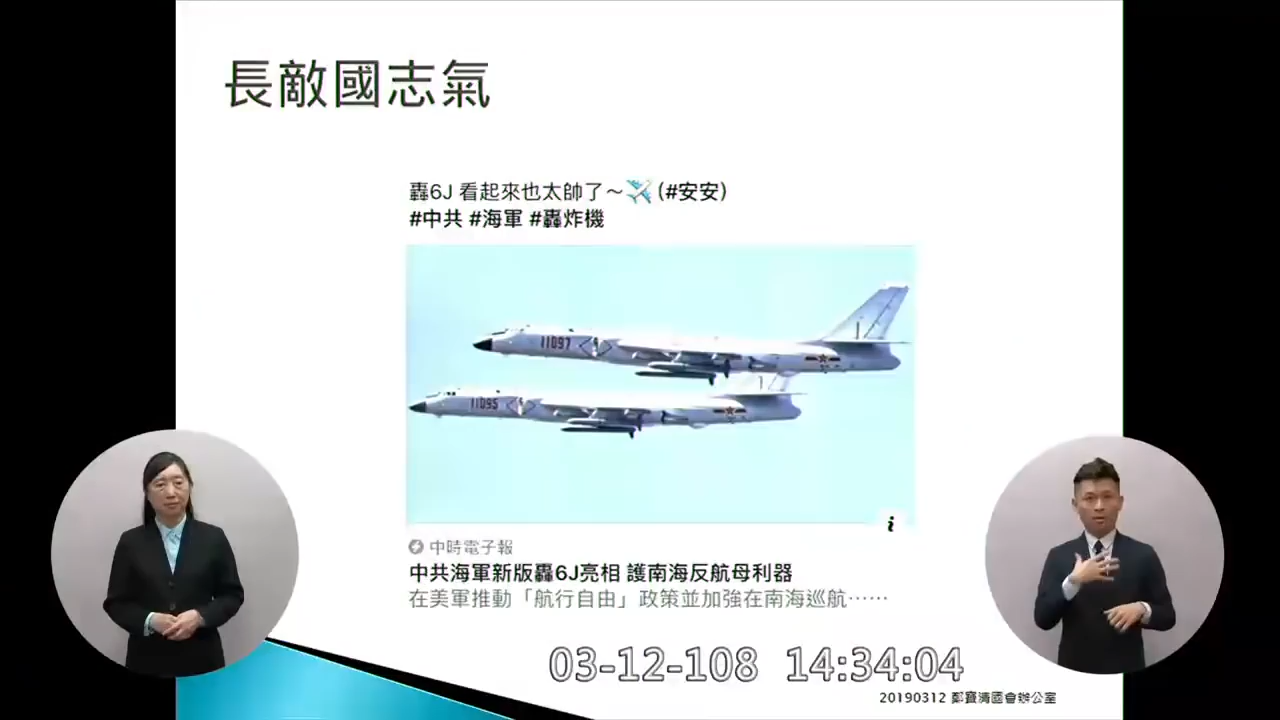 長敵國志氣
轟6J 看起來也太帥了～✈️ (#安安)
#中共 #海軍 #轟炸機
11097
11095
i
中時電子報
中共海軍新版轟6J亮相 護南海反航母利器
在美軍推動「航行自由」政策並加強在南海巡航⋯⋯
03-12-108 14:34:04
20190312 鄭寶清國會辦公室